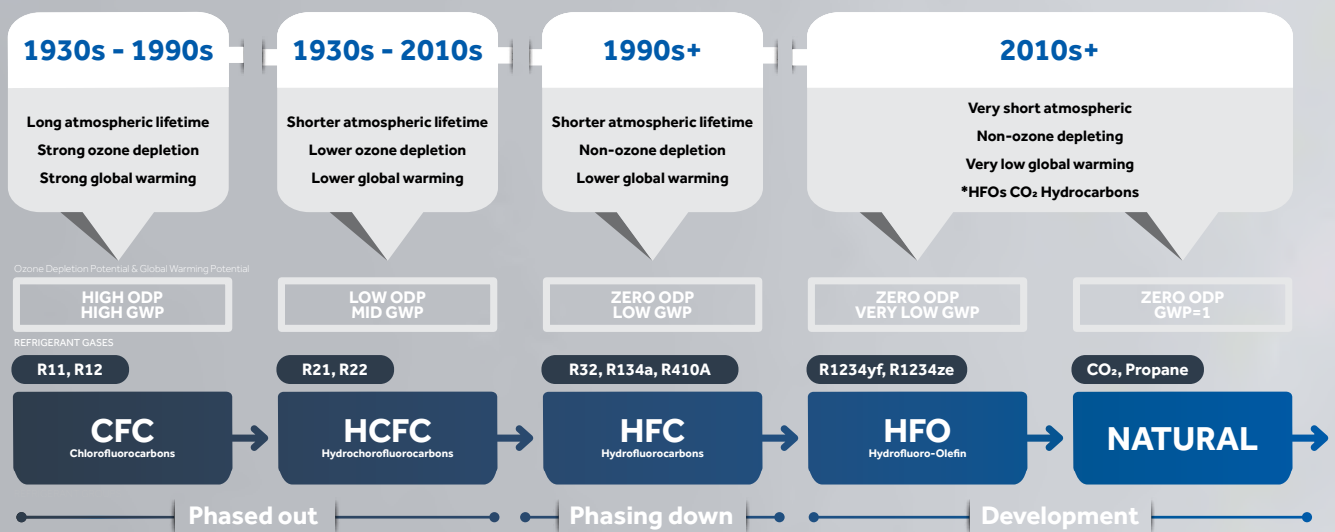 1930s - 1990s
Long atmospheric lifetime
Strong ozone depletion
Strong global warming
1930s - 2010s
Shorter atmospheric lifetime
Lower ozone depletion
Lower global warming
1990s+
Shorter atmospheric lifetime
Non-ozone depletion
Lower global warming
2010s+
Very short atmospheric
Non-ozone depleting
Very low global warming
*HFOs CO₂ Hydrocarbons
Ozone Depletion Potential & Global Warming Potential
HIGH ODP
HIGH GWP
LOW ODP
MID GWP
ZERO ODP
LOW GWP
ZERO ODP
VERY LOW GWP
ZERO ODP
GWP=1
REFRIGERANT GASES
R11, R12
R21, R22
R32, R134a, R410A
R1234yf, R1234ze
CO₂, Propane
CFC
Chlorofluorocarbons
HCFC
Hydrochorofluorocarbons
HFC
Hydrofluorocarbons
HFO
Hydrofluoro-Olefin
NATURAL
Phased out
Phasing down
Development